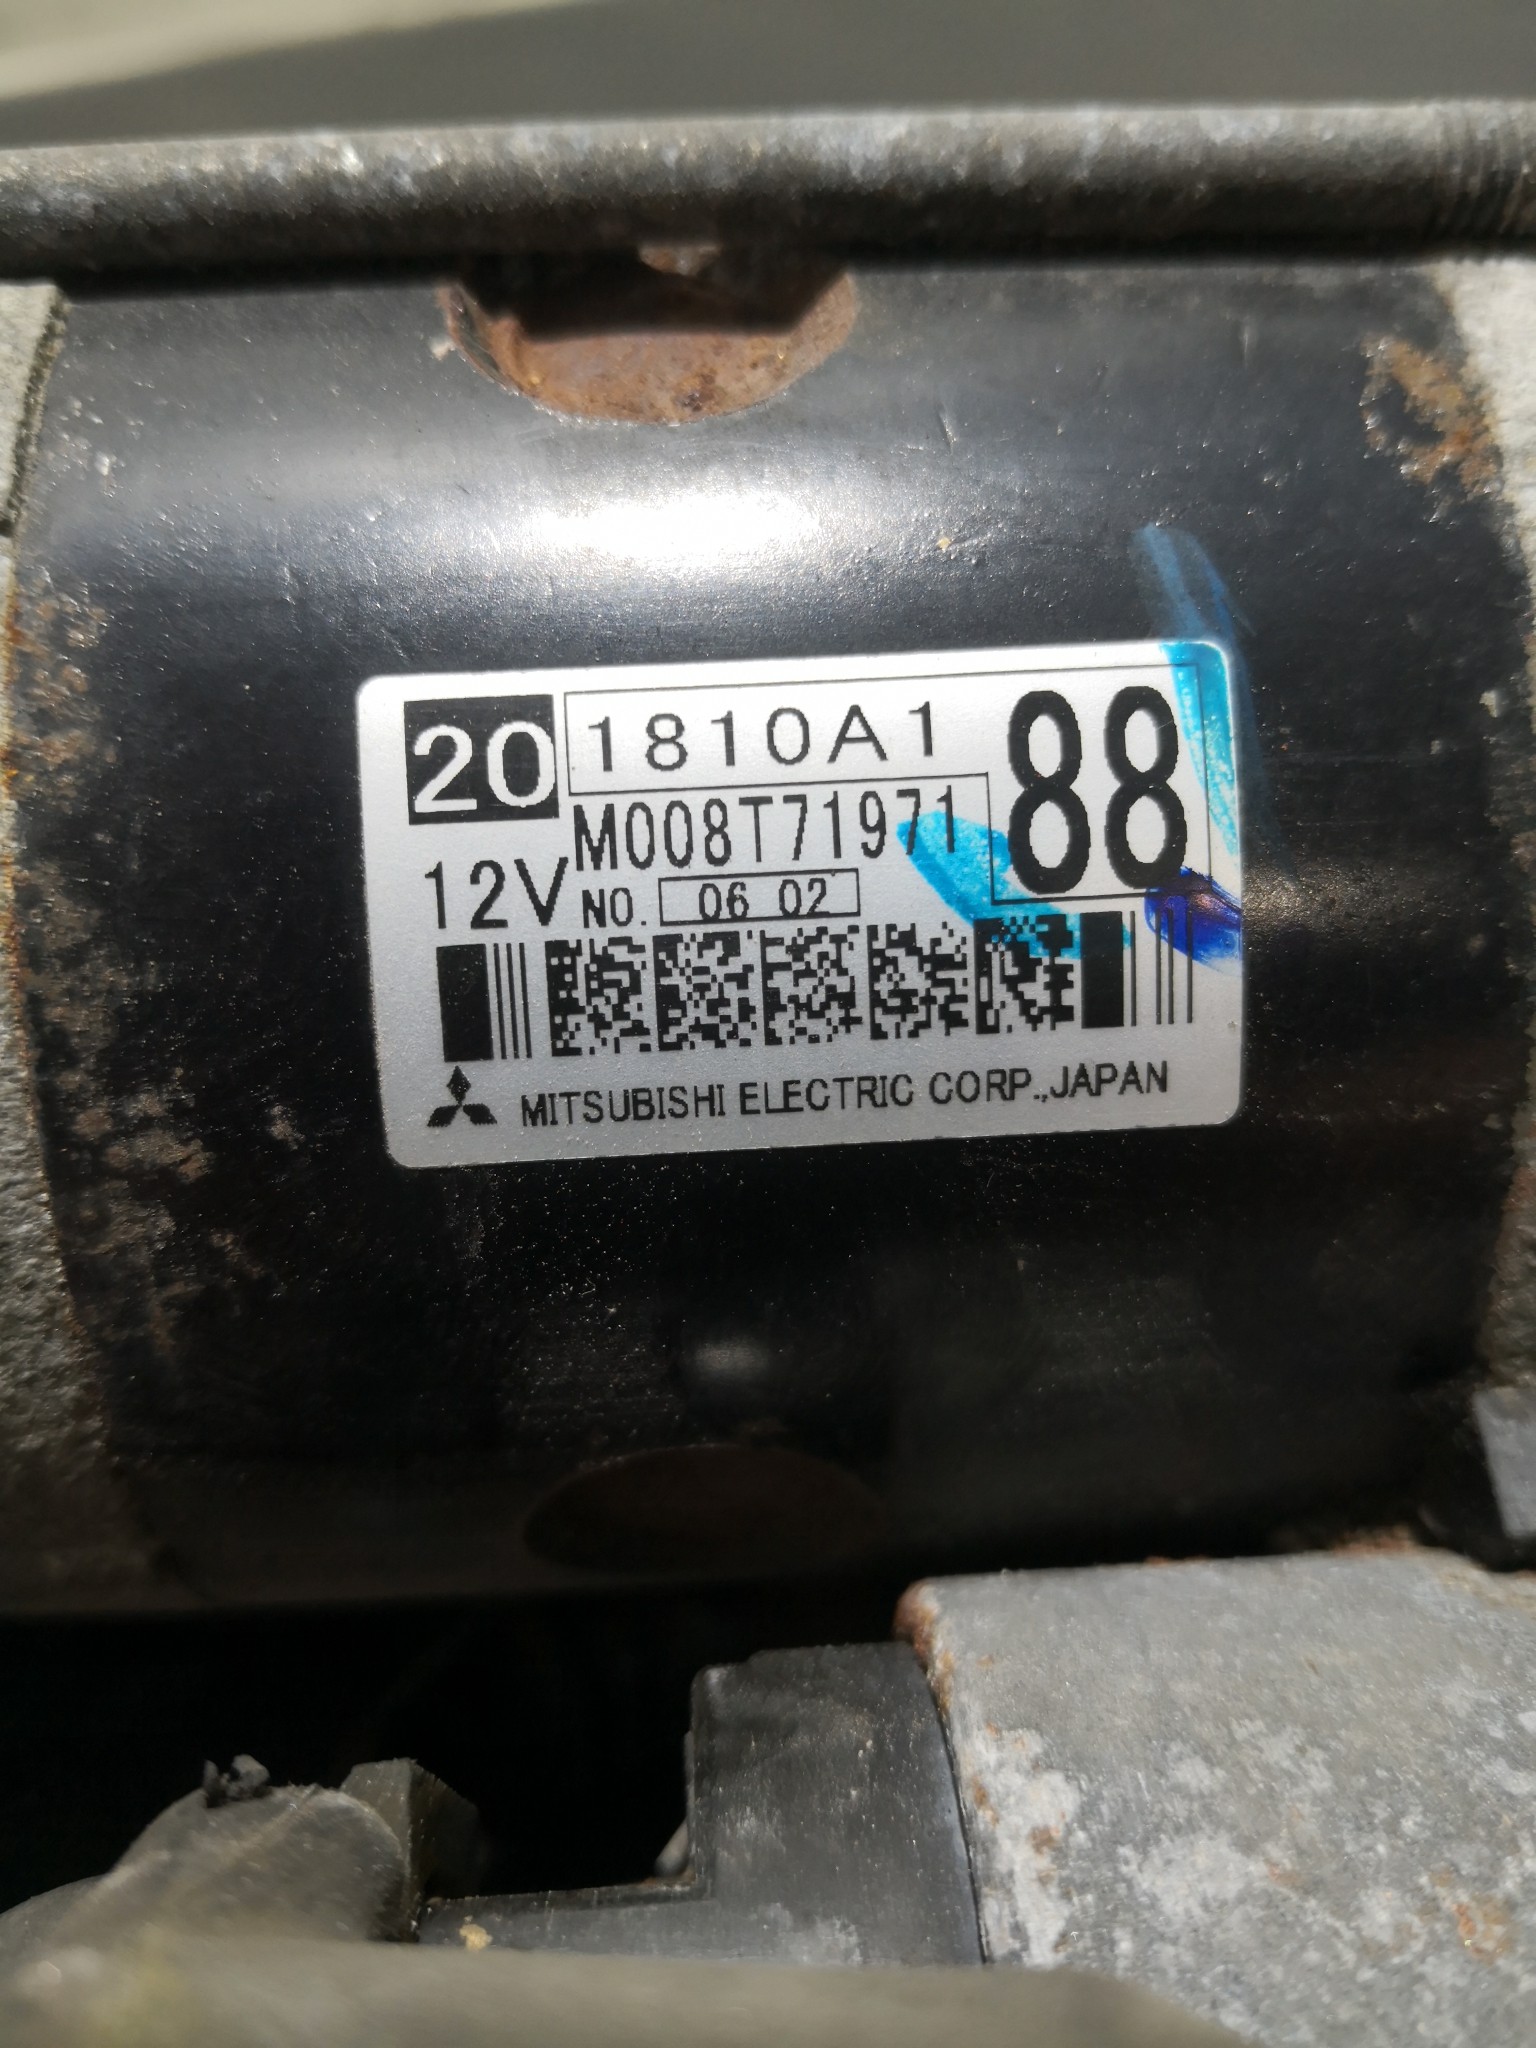 20 1810A1 88
M008T71971
12V NO. 06 02
MITSUBISHI ELECTRIC CORP.,JAPAN